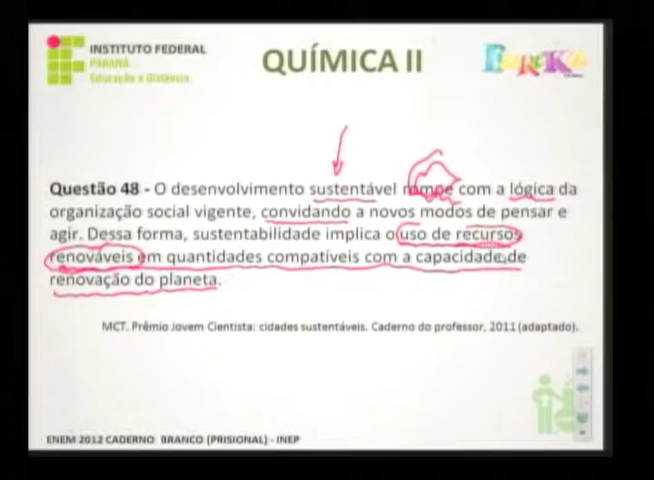 INSTITUTO FEDERAL
PARANÁ
Educação a Distância
QUÍMICA II
EUREKA
Questão 48 - O desenvolvimento sustentável rompe com a lógica da
organização social vigente, convidando a novos modos de pensar e
agir. Dessa forma, sustentabilidade implica o uso de recursos
renováveis em quantidades compatíveis com a capacidade de
renovação do planeta.
MCT. Prêmio Jovem Cientista: cidades sustentáveis. Caderno do professor, 2011 (adaptado).
ENEM 2012 CADERNO BRANCO (PRISIONAL) - INEP